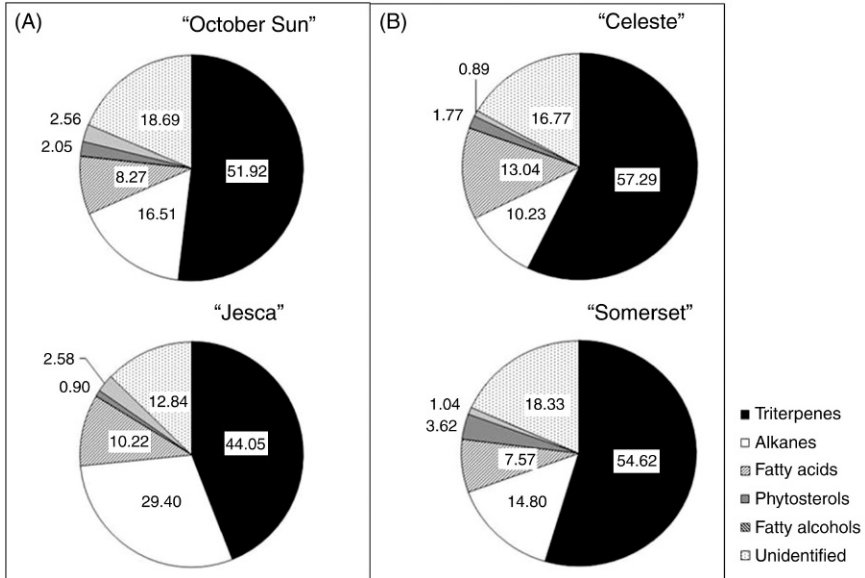 (A)
“October Sun”
2.56
2.05
18.69
8.27
51.92
16.51
“Jesca”
2.58
0.90
12.84
10.22
44.05
29.40
(B)
“Celeste”
0.89
1.77
16.77
13.04
57.29
10.23
“Somerset”
1.04
3.62
18.33
7.57
54.62
14.80
Triterpenes
Alkanes
Fatty acids
Phytosterols
Fatty alcohols
Unidentified